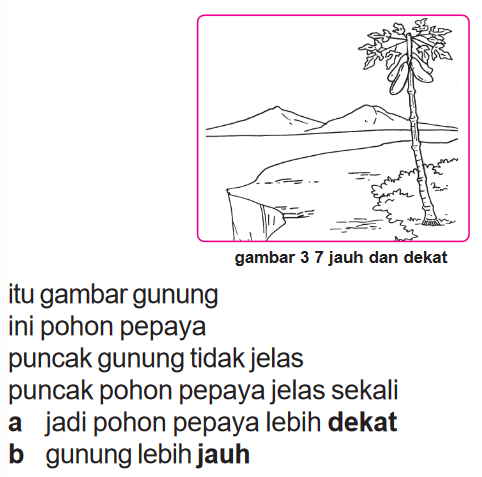 gambar 3 7 jauh dan dekat
itu gambar gunung
ini pohon pepaya
puncak gunung tidak jelas
puncak pohon pepaya jelas sekali
a jadi pohon pepaya lebih dekat
b gunung lebih jauh